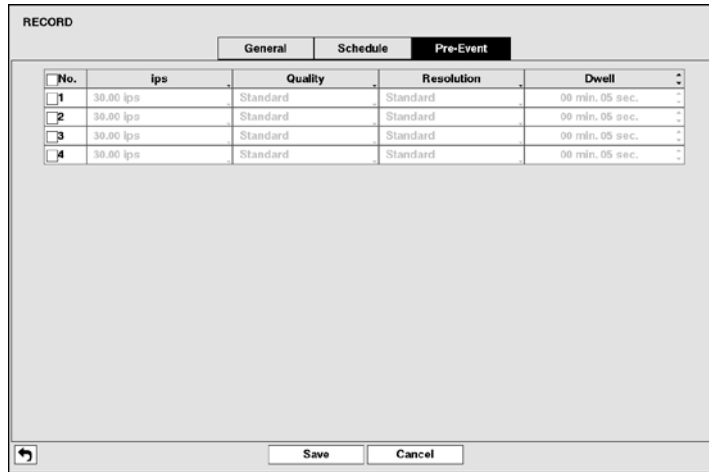 RECORD
General Schedule Pre-Event
No. ips Quality Resolution Dwell
1 30.00 ips Standard Standard 00 min. 05 sec.
2 30.00 ips Standard Standard 00 min. 05 sec.
3 30.00 ips Standard Standard 00 min. 05 sec.
4 30.00 ips Standard Standard 00 min. 05 sec.
Save Cancel